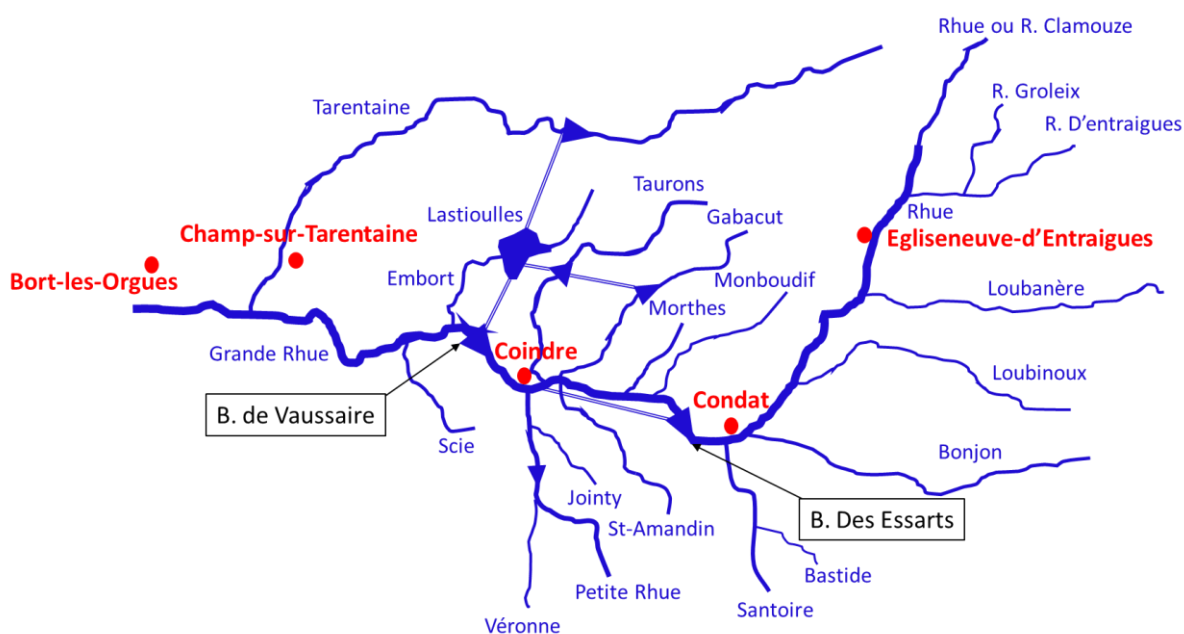 Rhue ou R. Clamouze
R. Groleix
Tarentaine
R. D'entraigues
Taurons
Lastioulles
Gabacut
Rhue
Champ-sur-Tarentaine
Egliseneuve-d'Entraigues
Bort-les-Orgues
Embort
Monboudif
Loubanère
Morthes
Grande Rhue
Coindre
Loubinoux
B. de Vaussaire
Condat
Scie
Bonjon
Jointy
B. Des Essarts
St-Amandin
Bastide
Petite Rhue
Santoire
Véronne